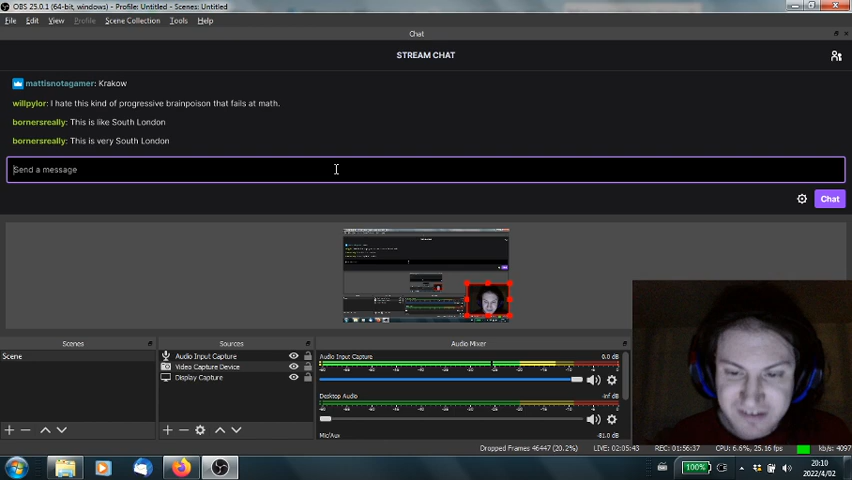 OBS 25.0.1 (64-bit, windows) - Profile: Untitled - Scenes: Untitled
File Edit View Profile Scene Collection Tools Help
Chat
STREAM CHAT
mattisnotagamer: Krakow
willpylor: I hate this kind of progressive brainpoison that fails at math.
bornersreally: This is like South London
bornersreally: This is very South London
Send a message
Chat
Scenes Sources Audio Mixer
Scene
Audio Input Capture
Video Capture Device
Display Capture
Audio Input Capture 0.0 dB
Desktop Audio -inf dB
Mic/Aux -81.0 dB
Dropped Frames 46447 (20.2%) LIVE: 02:05:43 REC: 01:56:37 CPU: 6.6%, 25.16 fps kb/s: 4097
100%
20:10
2022/4/02